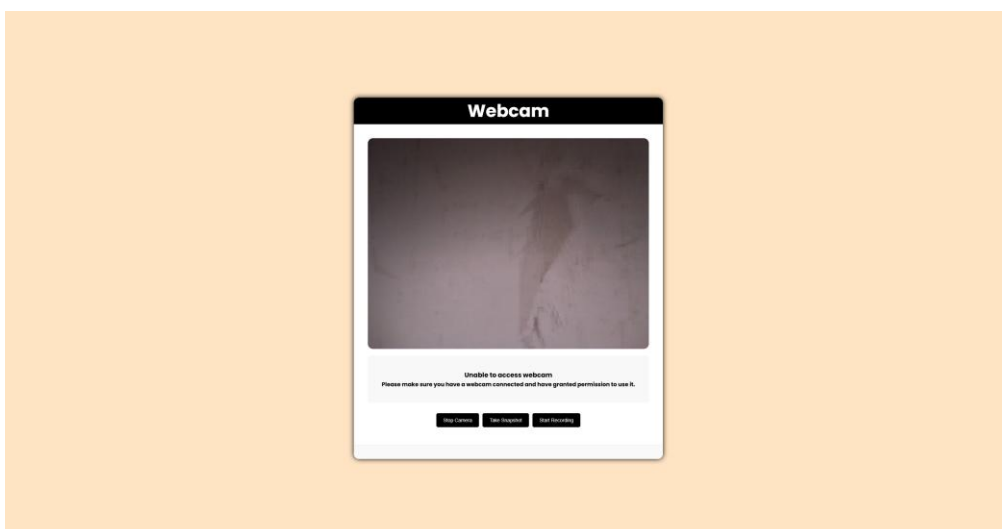 Webcam
Unable to access webcam
Please make sure you have a webcam connected and have granted permission to use it.
Stop Camera
Take Snapshot
Start Recording